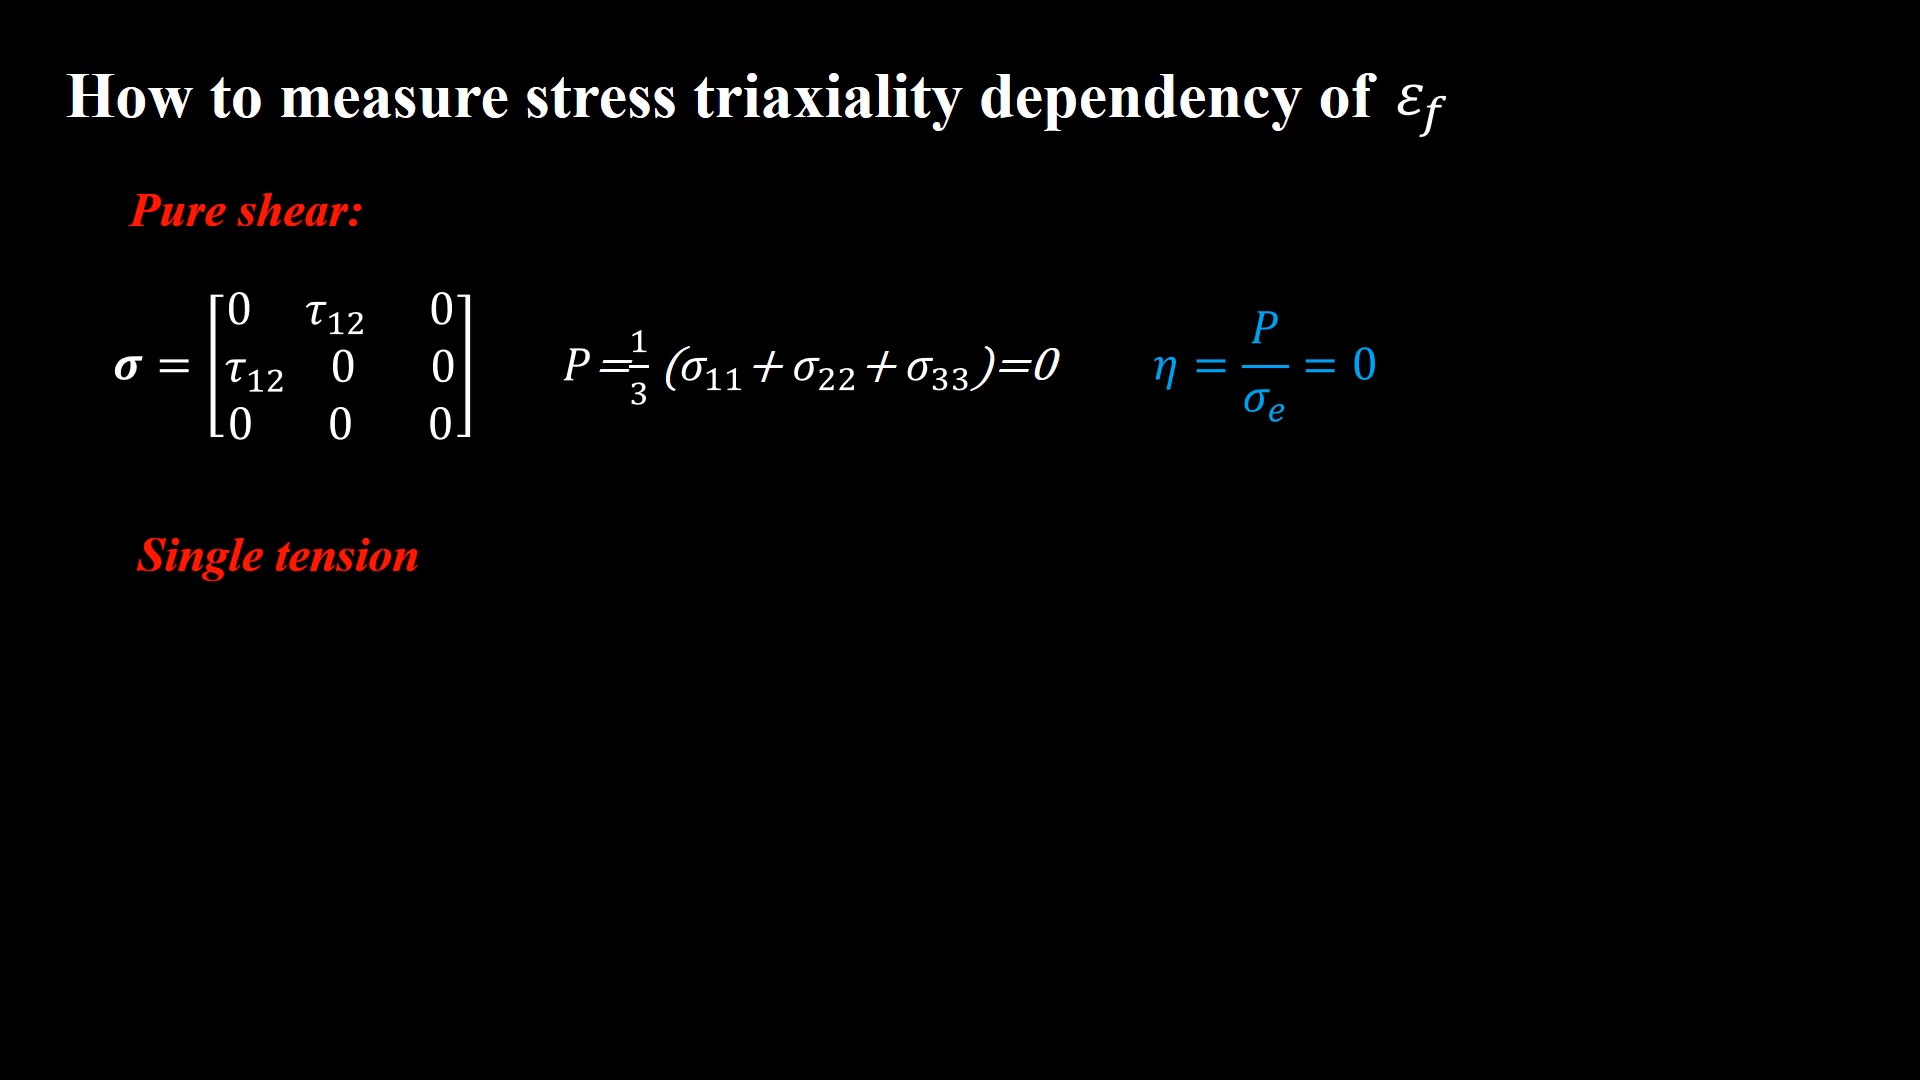 How to measure stress triaxiality dependency of ε_f
Pure shear:
σ = [0 τ₁₂ 0
τ₁₂ 0 0
0 0 0]
P=1/3 (σ₁₁+σ₂₂+σ₃₃)=0
η = P/σₑ = 0
Single tension